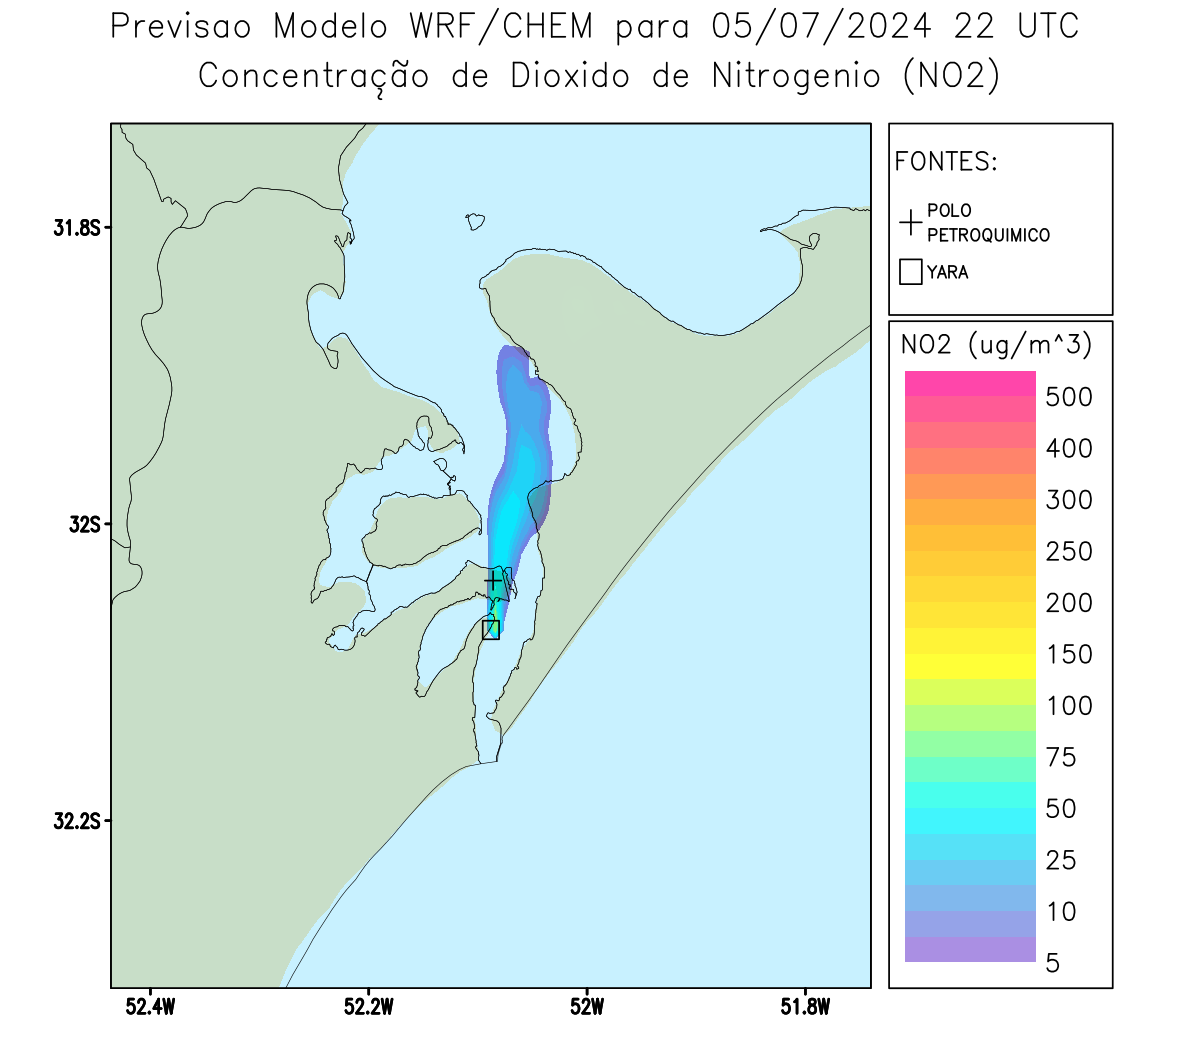 Previsao Modelo WRF/CHEM para 05/07/2024 22 UTC
Concentração de Dioxido de Nitrogenio (NO2)
FONTES:
POLO
PETROQUIMICO
YARA
31.8S
32S
32.2S
52.4W
52.2W
52W
51.8W
NO2 (ug/m^3)
500
400
300
250
200
150
100
75
50
25
10
5